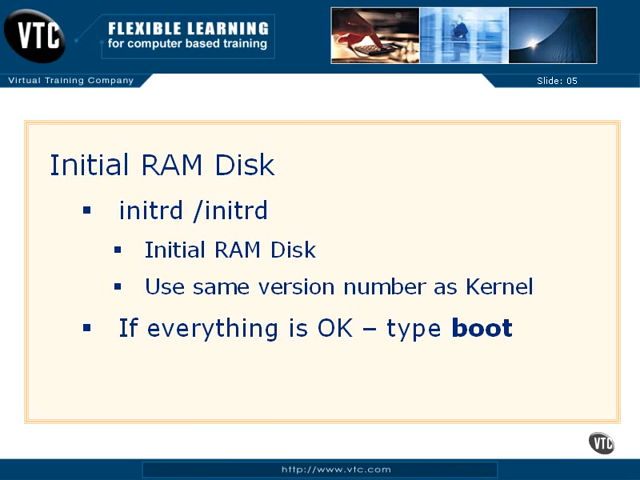 VTC
FLEXIBLE LEARNING
for computer based training
Virtual Training Company
Slide: 05
Initial RAM Disk
initrd /initrd
Initial RAM Disk
Use same version number as Kernel
If everything is OK – type boot
VTC
http://www.vtc.com